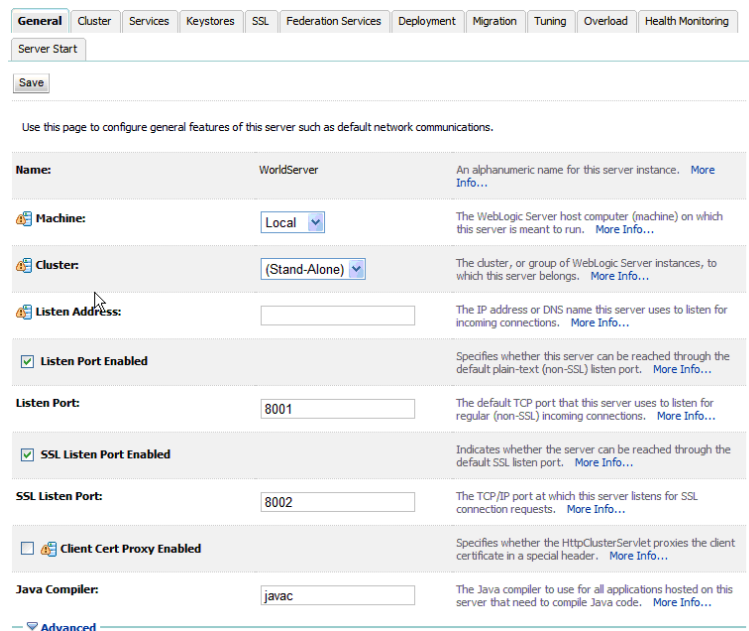 General Cluster Services Keystores SSL Federation Services Deployment Migration Tuning Overload Health Monitoring
Server Start
Save
Use this page to configure general features of this server such as default network communications.
Name: WorldServer An alphanumeric name for this server instance. More
Info...
Machine: Local The WebLogic Server host computer (machine) on which
this server is meant to run. More Info...
Cluster: (Stand-Alone) The cluster, or group of WebLogic Server instances, to
which this server belongs. More Info...
Listen Address: The IP address or DNS name this server uses to listen for
incoming connections. More Info...
Listen Port Enabled Specifies whether this server can be reached through the
default plain-text (non-SSL) listen port. More Info...
Listen Port: 8001 The default TCP port that this server uses to listen for
regular (non-SSL) incoming connections. More Info...
SSL Listen Port Enabled Indicates whether the server can be reached through the
default SSL listen port. More Info...
SSL Listen Port: 8002 The TCP/IP port at which this server listens for SSL
connection requests. More Info...
Client Cert Proxy Enabled Specifies whether the HttpClusterServlet proxies the client
certificate in a special header. More Info...
Java Compiler: javac The Java compiler to use for all applications hosted on this
server that need to compile Java code. More Info...
Advanced